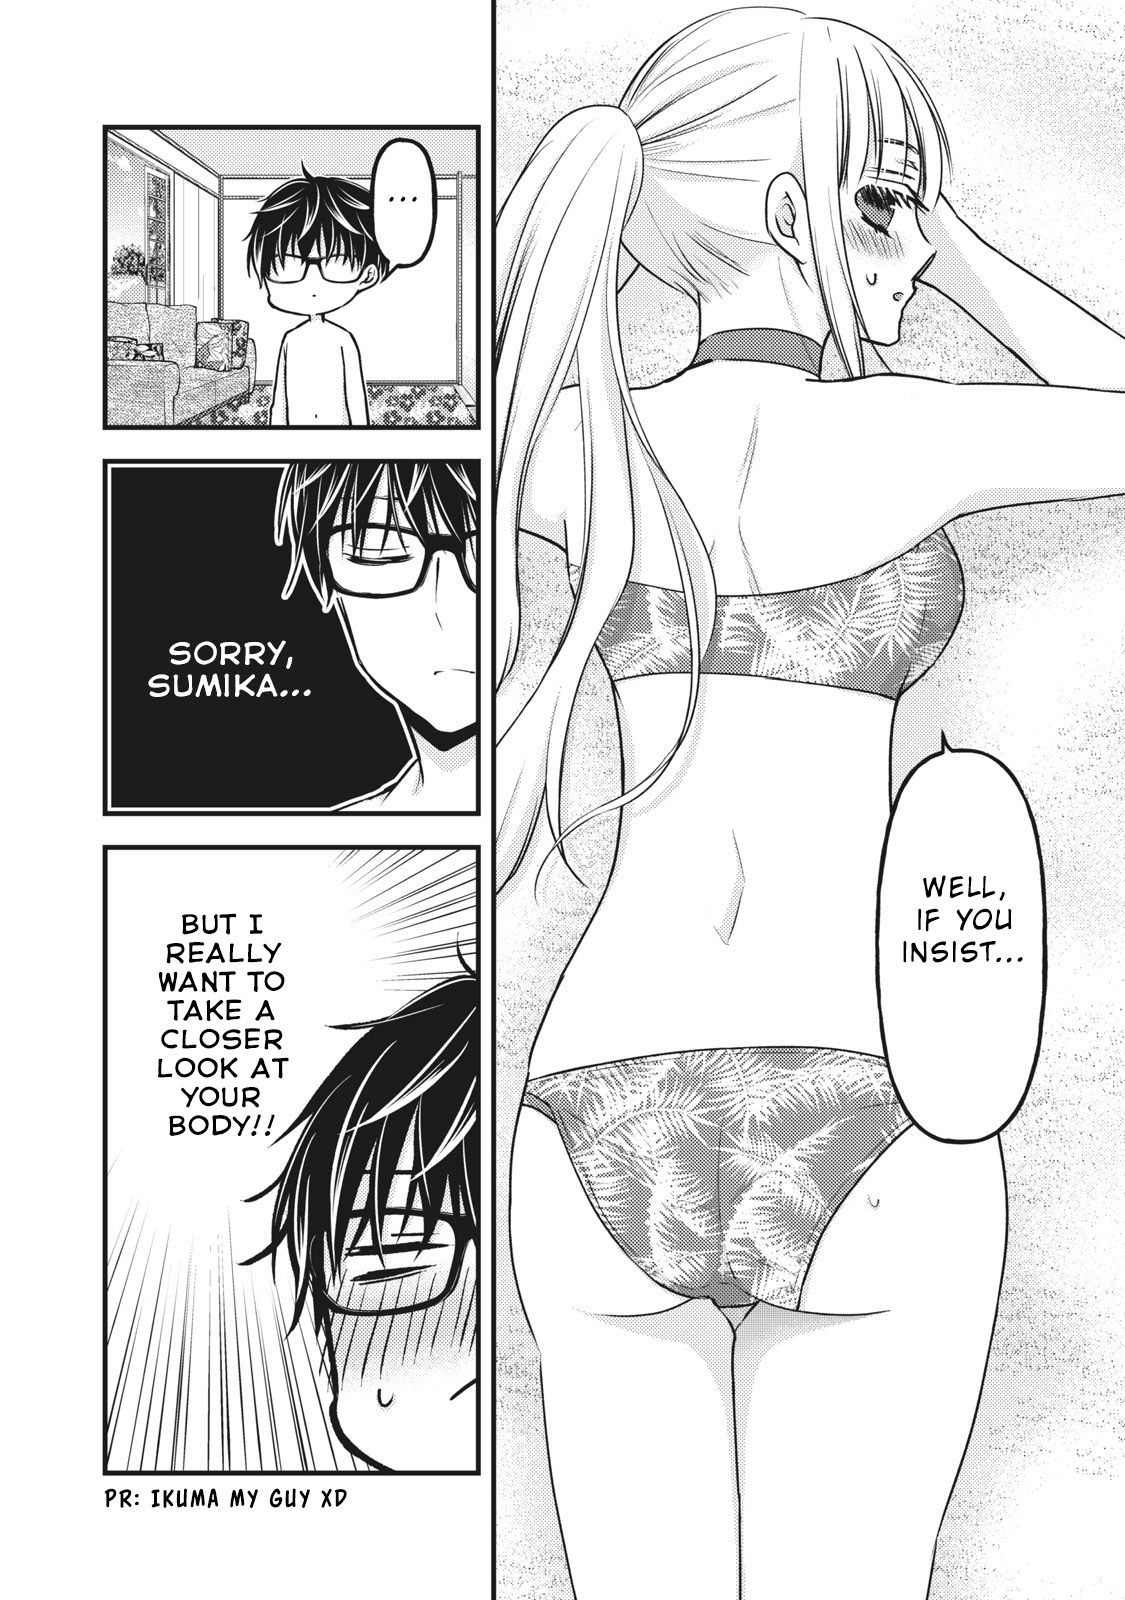 WELL,
IF YOU
INSIST...
...
SORRY,
SUMIKA...
BUT I
REALLY
WANT TO
TAKE A
CLOSER
LOOK AT
YOUR
BODY!!
PR: IKUMA MY GUY XD